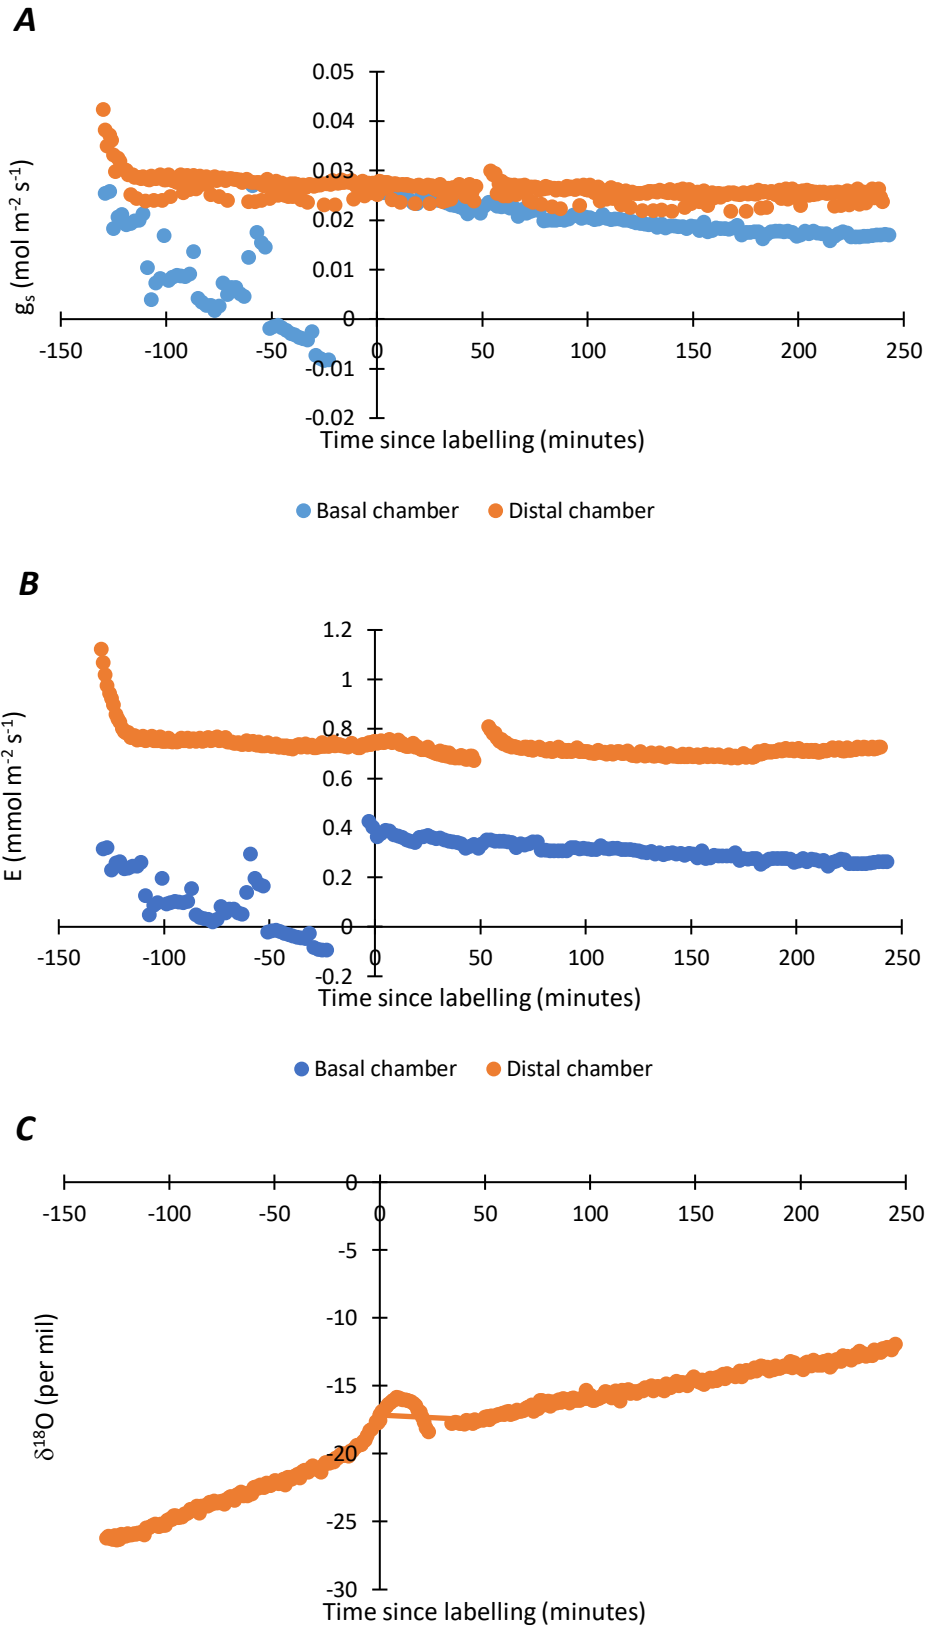 A
0.05
0.04
0.03
0.02
0.01
0
-0.01
-0.02
gs (mol m-2 s-1)
-150 -100 -50 0 50 100 150 200 250
Time since labelling (minutes)
Basal chamber Distal chamber
B
1.2
1
0.8
0.6
0.4
0.2
0
-0.2
E (mmol m-2 s-1)
-150 -100 -50 0 50 100 150 200 250
Time since labelling (minutes)
Basal chamber Distal chamber
C
0
-150 -100 -50 0 50 100 150 200 250
-5
-10
-15
-20
-25
-30
δ18O (per mil)
Time since labelling (minutes)